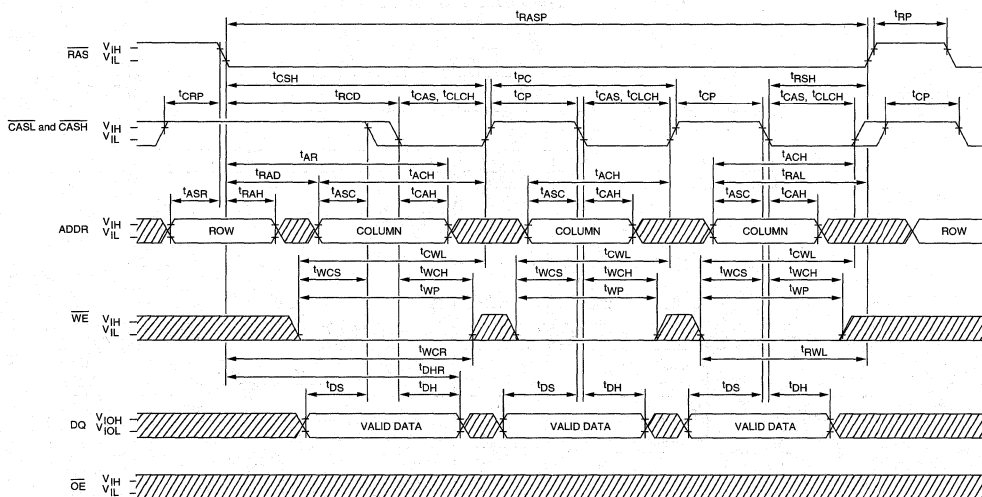 tRASP tRP
RAS VIH
VIL
tCSH tPC tRSH
tCRP tRCD tCAS, tCLCH tCP tCAS, tCLCH tCP tCAS, tCLCH tCP
CASL and CASH VIH
VIL
tAR tACH
tRAD tACH tACH tRAL
tASR tRAH tASC tCAH tASC tCAH tASC tCAH
ADDR VIH
VIL
ROW COLUMN COLUMN COLUMN ROW
tCWL tCWL tCWL
tWCS tWCH tWCS tWCH tWCS tWCH
tWP tWP tWP
WE VIH
VIL
tWCR tRWL
tDHR
tDS tDH tDS tDH tDS tDH
DQ VIOH
VIOL
VALID DATA VALID DATA VALID DATA
OE VIH
VIL